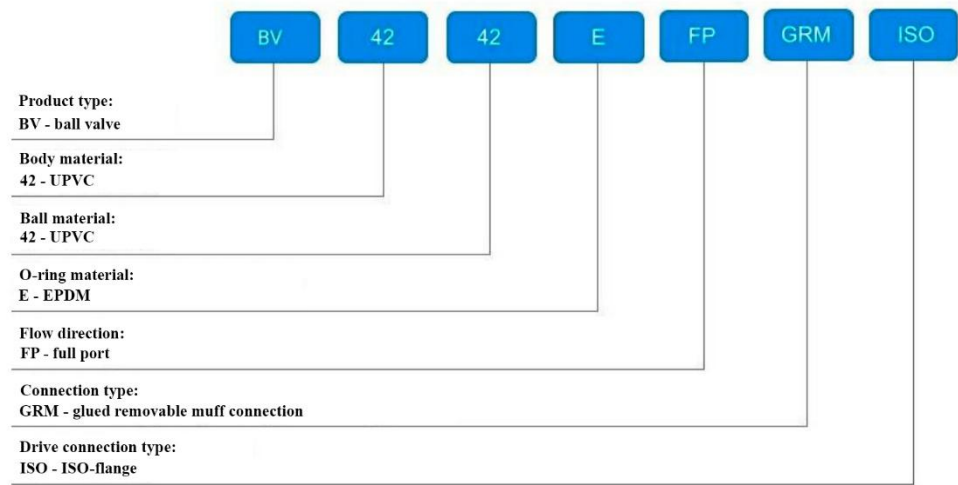 BV 42 42 E FP GRM ISO
Product type:
BV - ball valve
Body material:
42 - UPVC
Ball material:
42 - UPVC
O-ring material:
E - EPDM
Flow direction:
FP - full port
Connection type:
GRM - glued removable muff connection
Drive connection type:
ISO - ISO-flange